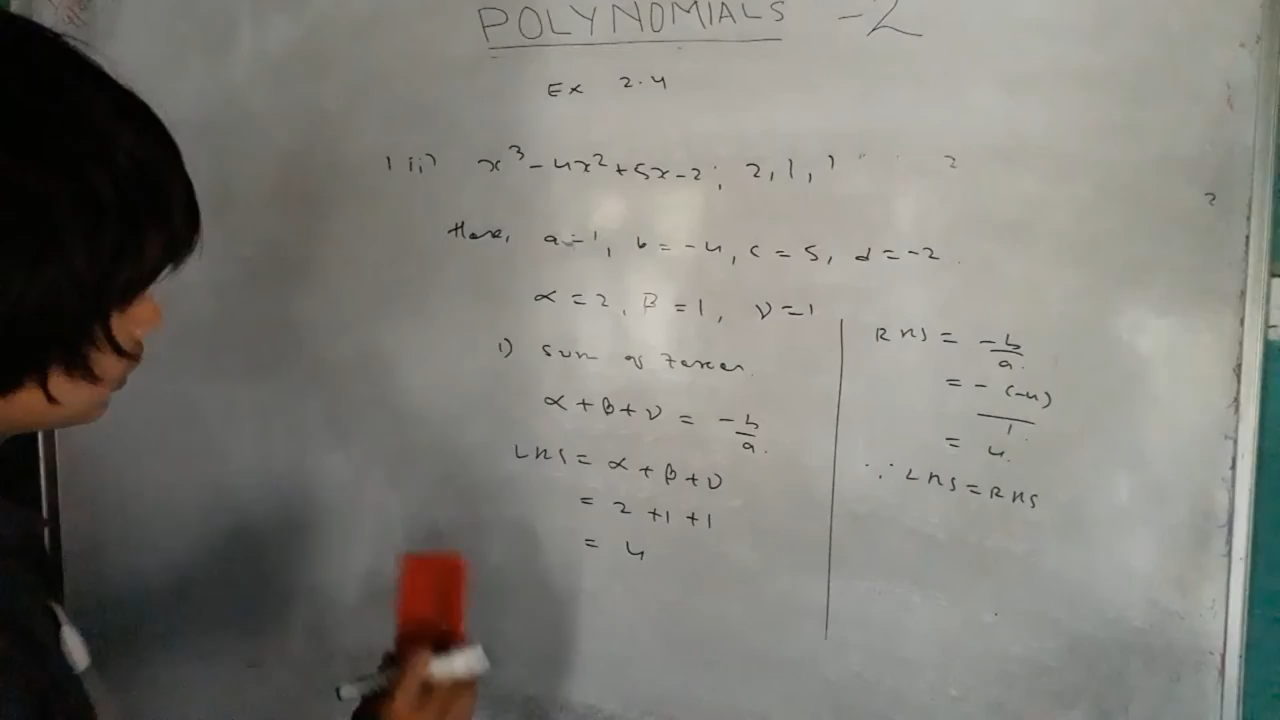 POLYNOMIALS - 2
Ex 2.4
1 ii) x³ - 4x² + 5x - 2 ; 2, 1, 1
Here, a = 1, b = -4, c = 5, d = -2.
α = 2, β = 1, ν = 1
1) Sum of zeroes.
α + β + ν = -b/a.
LHS = α + β + ν
= 2 + 1 + 1
= 4
RHS = -b/a.
= -(-4)/1.
= 4.
∵ LHS = RHS